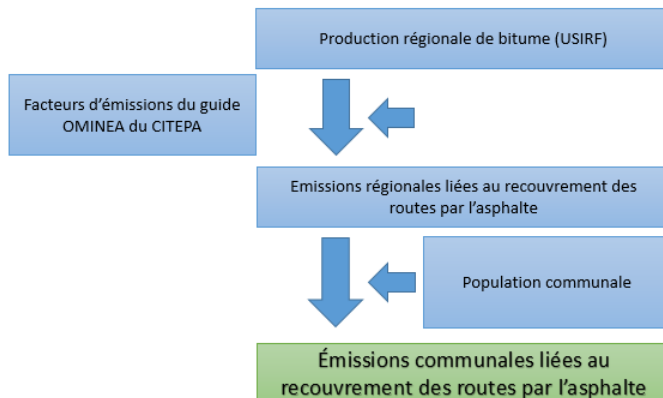 Production régionale de bitume (USIRF)
Facteurs d'émissions du guide
OMINEA du CITEPA
Emissions régionales liées au recouvrement des
routes par l'asphalte
Population communale
Émissions communales liées au
recouvrement des routes par l'asphalte